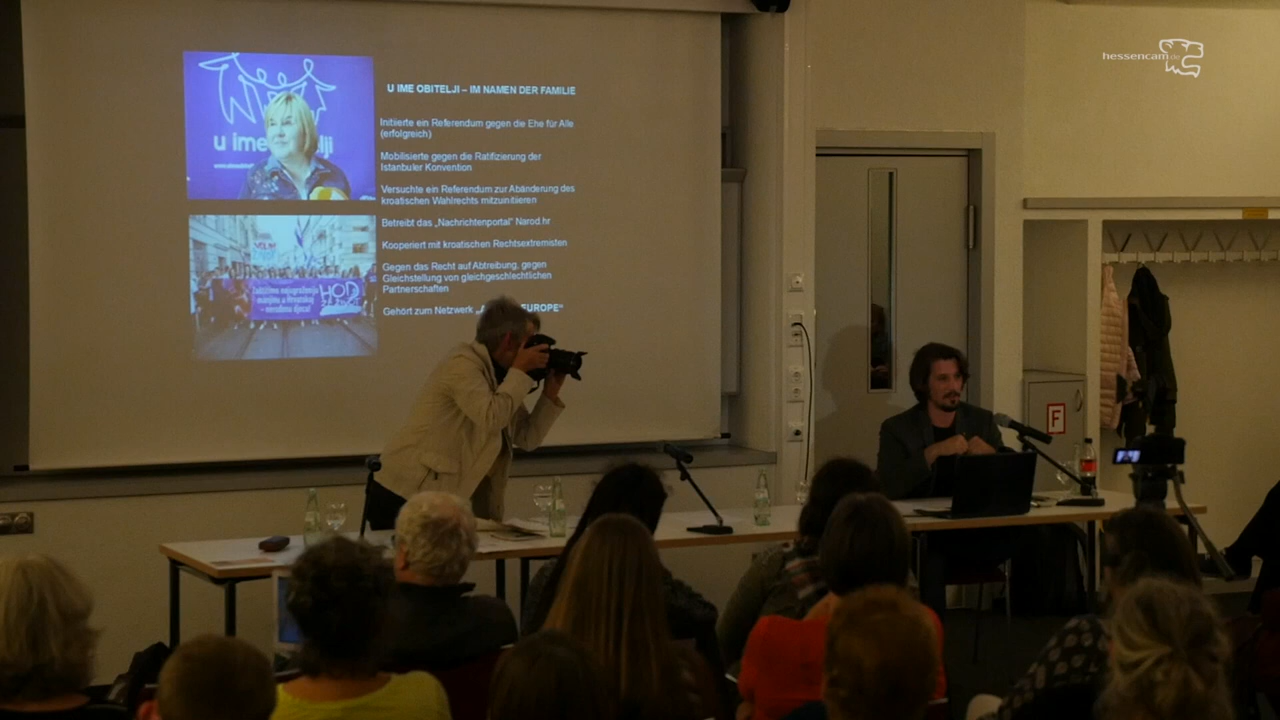 hessencam.de
U IME OBITELJI – IM NAMEN DER FAMILIE
u ime
Initiierte ein Referendum gegen die Ehe für Alle
(erfolgreich)
Mobilisierte gegen die Ratifizierung der
Istanbuler Konvention
Versuchte ein Referendum zur Abänderung des
kroatischen Wahlrechts mitzuinitiieren
Betreibt das „Nachrichtenportal" Narod.hr
Kooperiert mit kroatischen Rechtsextremisten
Gegen das Recht auf Abtreibung, gegen
Gleichstellung von gleichgeschlechtlichen
Partnerschaften
Gehört zum Netzwerk EUROPE"
HOD
F